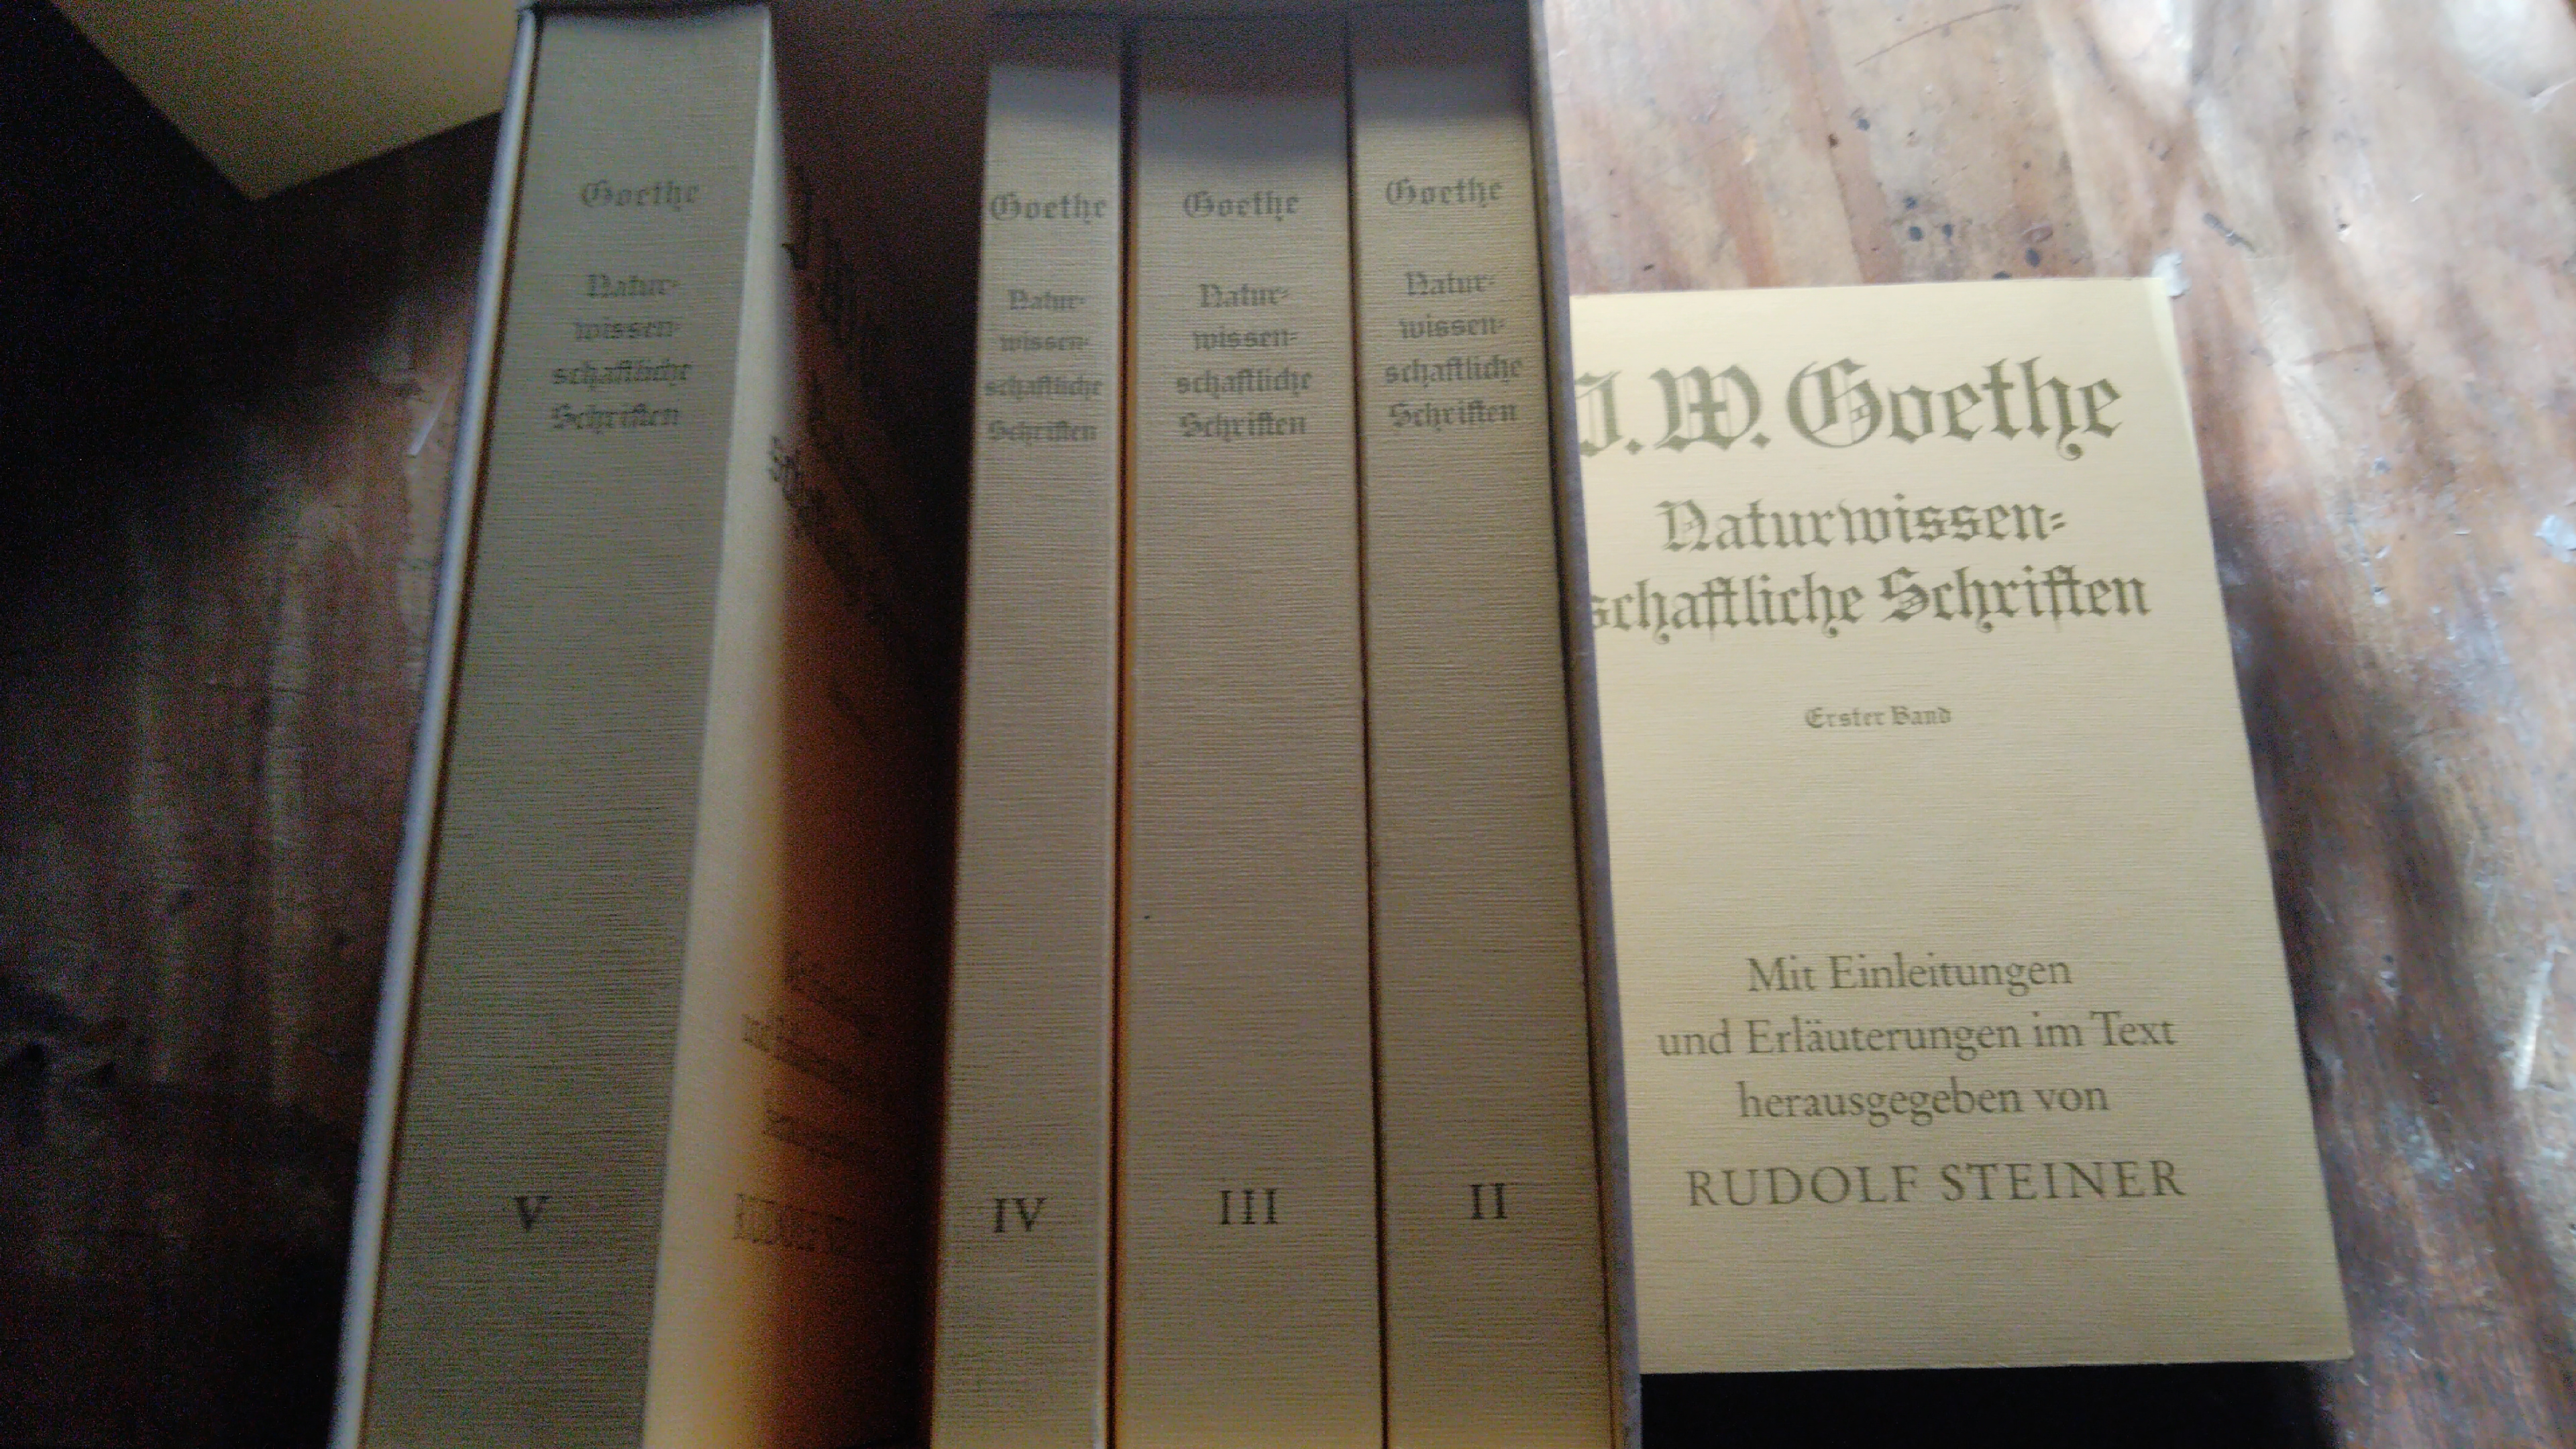 Goethe
Natur-
wissen-
schaftliche
Schriften
V
Goethe
Natur-
wissen-
schaftliche
Schriften
IV
Goethe
Natur-
wissen-
schaftliche
Schriften
III
Goethe
Natur-
wissen-
schaftliche
Schriften
II
J. W. Goethe
Naturwissen-
schaftliche Schriften
Erster Band
Mit Einleitungen
und Erläuterungen im Text
herausgegeben von
RUDOLF STEINER